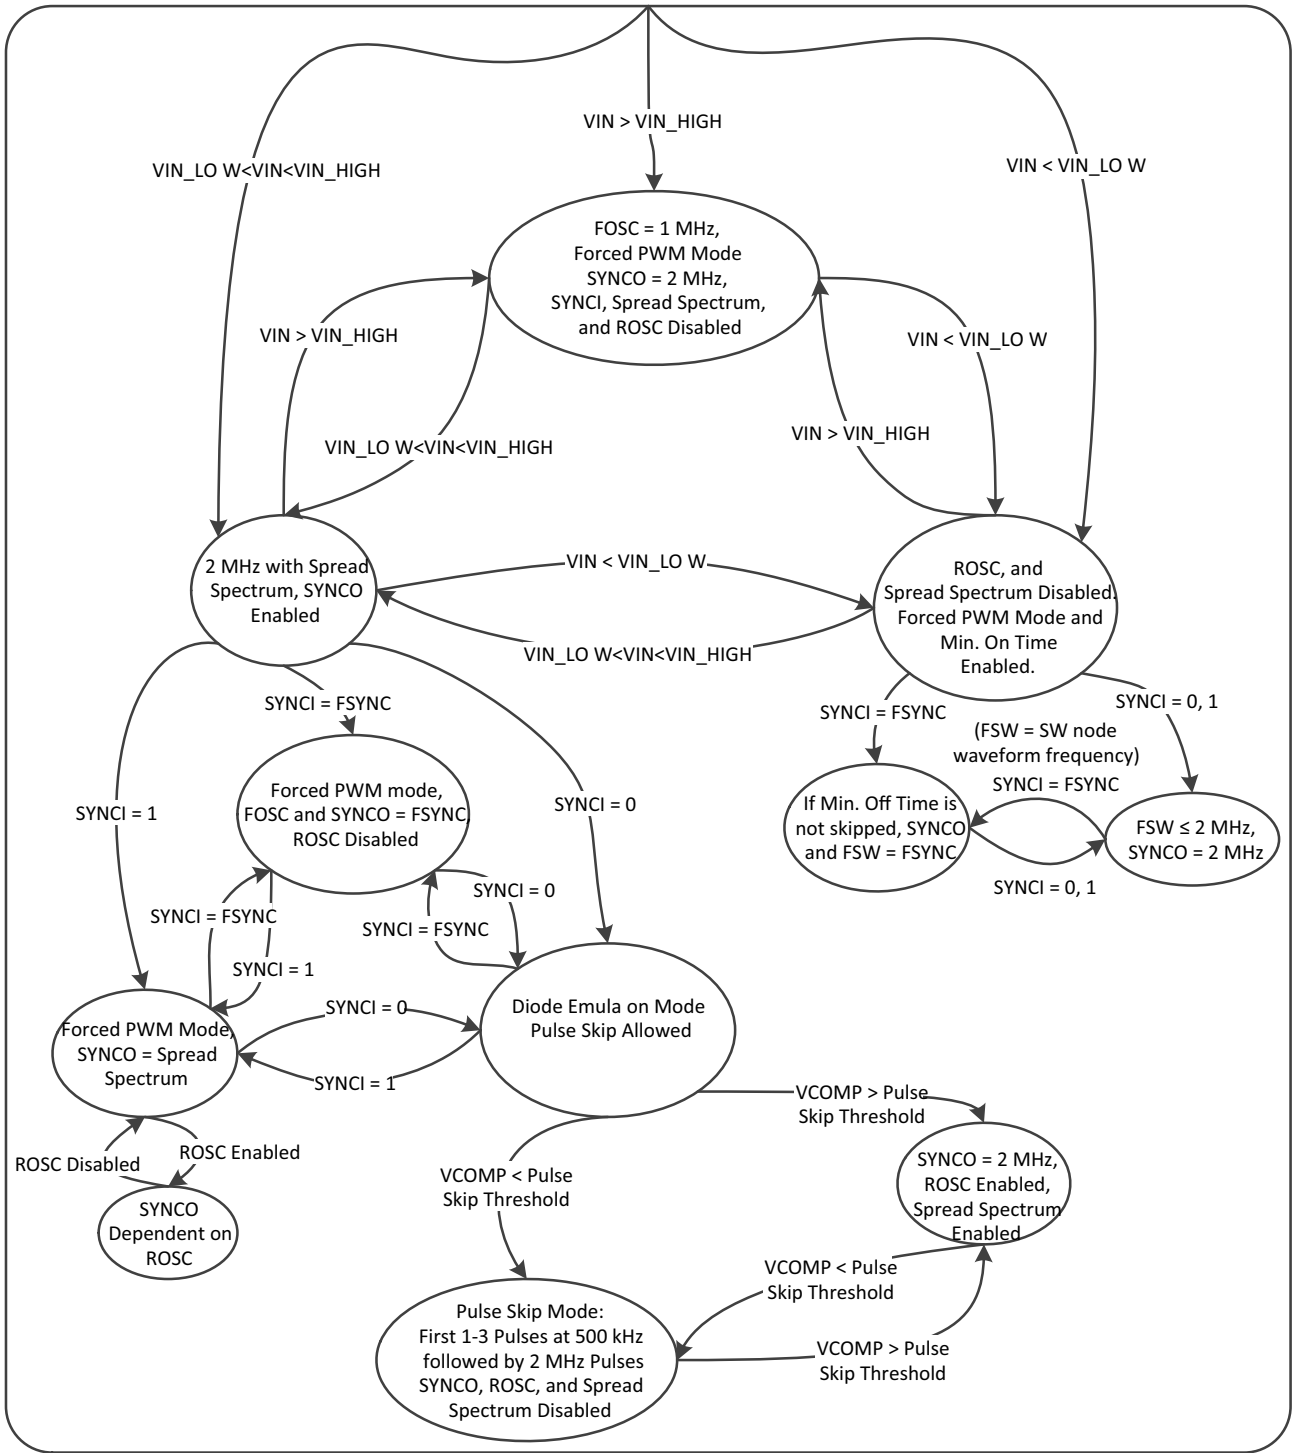 VIN > VIN_HIGH
VIN_LO W<VIN<VIN_HIGH
VIN < VIN_LO W
FOSC = 1 MHz,
Forced PWM Mode
SYNCO = 2 MHz,
SYNCI, Spread Spectrum,
and ROSC Disabled
VIN > VIN_HIGH
VIN < VIN_LO W
VIN_LO W<VIN<VIN_HIGH
VIN > VIN_HIGH
2 MHz with Spread
Spectrum, SYNCO
Enabled
VIN < VIN_LO W
VIN_LO W<VIN<VIN_HIGH
ROSC, and
Spread Spectrum Disabled.
Forced PWM Mode and
Min. On Time
Enabled.
SYNCI = FSYNC
SYNCI = FSYNC
SYNCI = 0, 1
(FSW = SW node
waveform frequency)
SYNCI = FSYNC
SYNCI = 1
Forced PWM mode,
FOSC and SYNCO = FSYNC,
ROSC Disabled
SYNCI = 0
If Min. Off Time is
not skipped, SYNCO
and FSW = FSYNC
FSW ≤ 2 MHz,
SYNCO = 2 MHz
SYNCI = 0, 1
SYNCI = FSYNC
SYNCI = 0
SYNCI = FSYNC
SYNCI = 1
Forced PWM Mode,
SYNCO = Spread
Spectrum
SYNCI = 0
SYNCI = 1
Diode Emula on Mode
Pulse Skip Allowed
ROSC Disabled
ROSC Enabled
SYNCO
Dependent on
ROSC
VCOMP > Pulse
Skip Threshold
VCOMP < Pulse
Skip Threshold
SYNCO = 2 MHz,
ROSC Enabled,
Spread Spectrum
Enabled
VCOMP < Pulse
Skip Threshold
VCOMP > Pulse
Skip Threshold
Pulse Skip Mode:
First 1-3 Pulses at 500 kHz
followed by 2 MHz Pulses
SYNCO, ROSC, and Spread
Spectrum Disabled